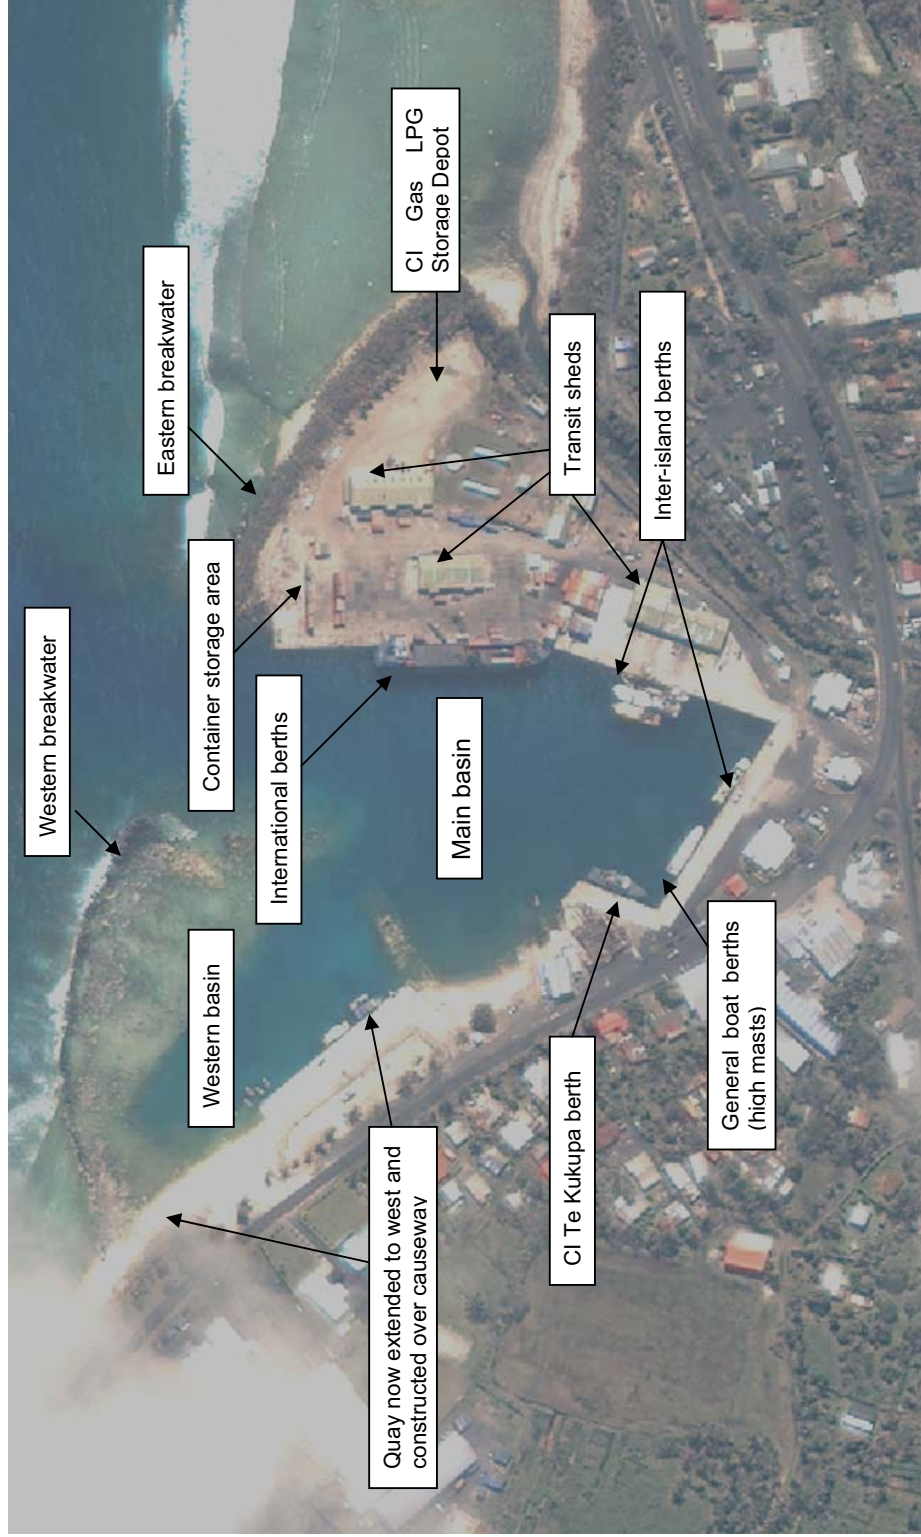 Western breakwater
Eastern breakwater
Western basin
Container storage area
International berths
Quay now extended to west and
constructed over causeway
Main basin
CI Gas LPG
Storage Depot
CI Te Kukupa berth
Transit sheds
Inter-island berths
General boat berths
(high masts)